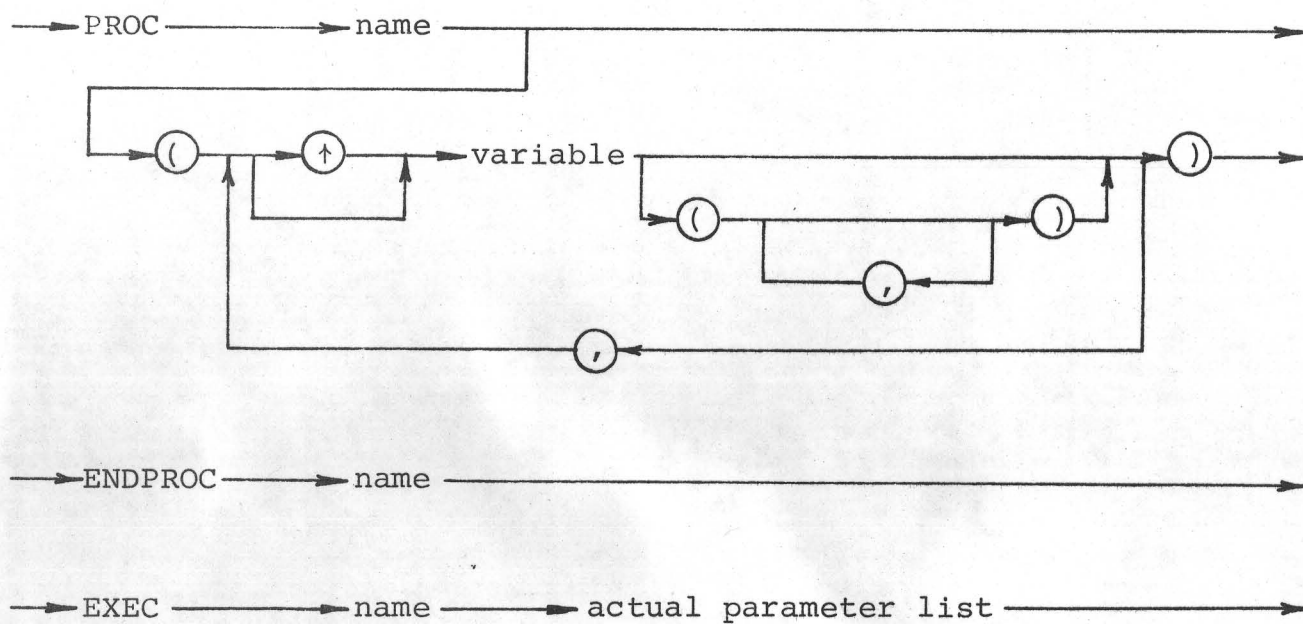 PROC name
( ↑ variable )
( )
,
,
ENDPROC name
EXEC name actual parameter list